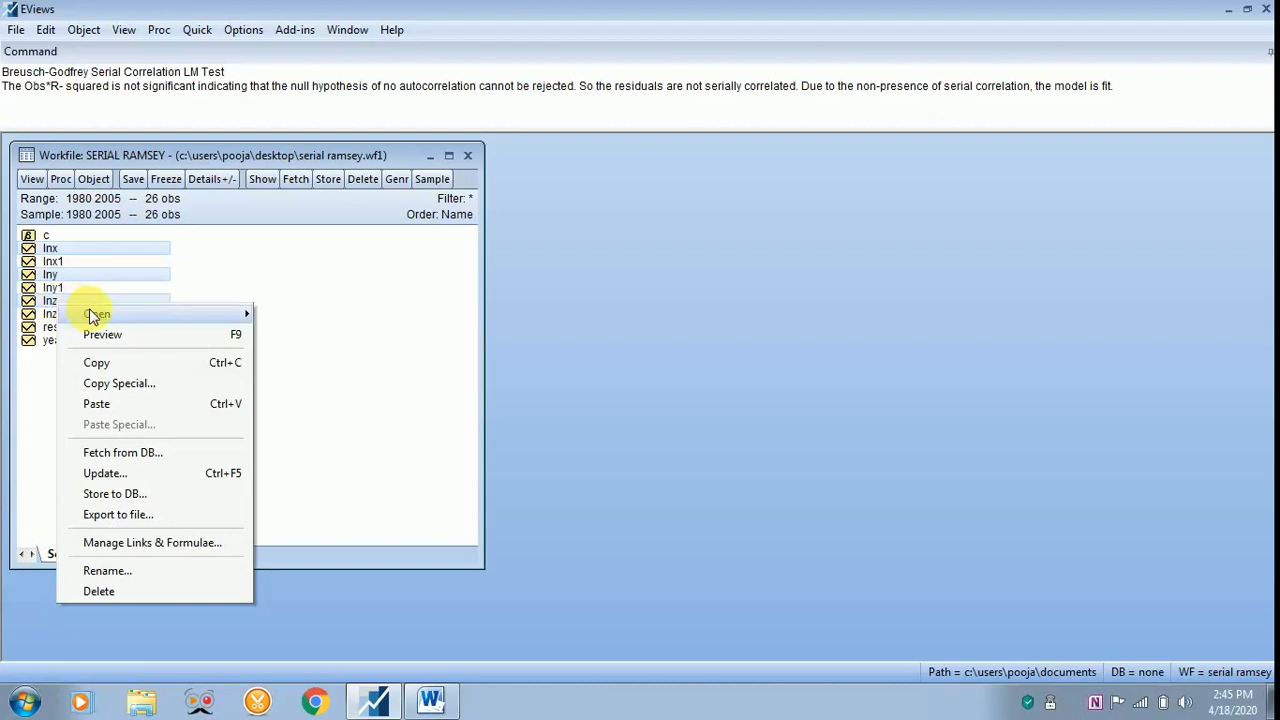 EViews
File Edit Object View Proc Quick Options Add-ins Window Help
Command
Breusch-Godfrey Serial Correlation LM Test
The Obs*R- squared is not significant indicating that the null hypothesis of no autocorrelation cannot be rejected. So the residuals are not serially correlated. Due to the non-presence of serial correlation, the model is fit.
Workfile: SERIAL RAMSEY - (c:\users\pooja\desktop\serial ramsey.wf1)
View Proc Object Save Freeze Details+/- Show Fetch Store Delete Genr Sample
Range: 1980 2005 -- 26 obs Filter: *
Sample: 1980 2005 -- 26 obs Order: Name
c
lnx
lnx1
lny
lny1
Open
Preview F9
Copy Ctrl+C
Copy Special...
Paste Ctrl+V
Paste Special...
Fetch from DB...
Update... Ctrl+F5
Store to DB...
Export to file...
Manage Links & Formulae...
Rename...
Delete
Path = c:\users\pooja\documents DB = none WF = serial ramsey
2:45 PM
4/18/2020